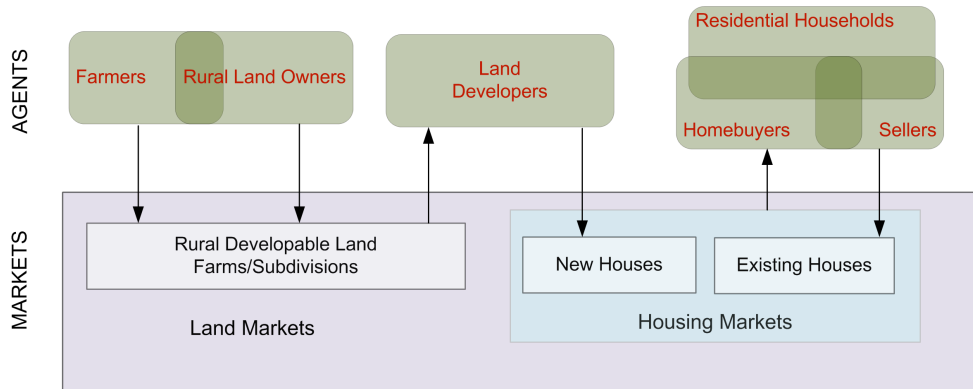 AGENTS
Farmers
Rural Land Owners
Land
Developers
Residential Households
Homebuyers
Sellers
MARKETS
Rural Developable Land
Farms/Subdivisions
New Houses
Existing Houses
Land Markets
Housing Markets